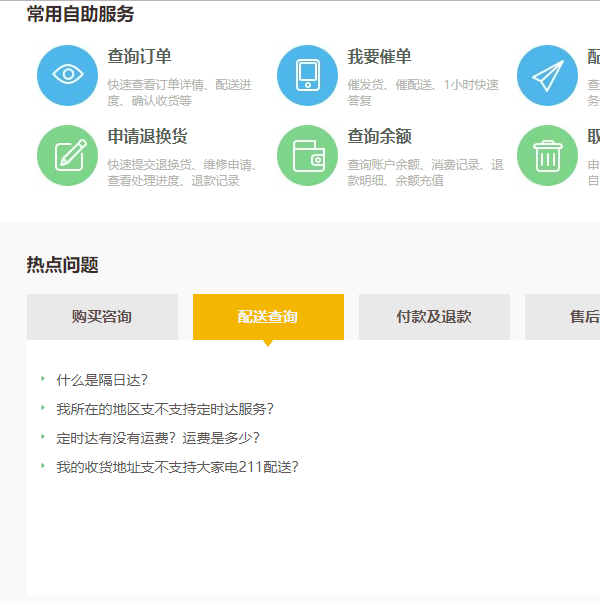 常用自助服务
查询订单
快速查看订单详情、配送进
度、确认收货等
我要催单
催发货、催配送、1小时快速
答复
查
务
申请退换货
快速提交退换货、维修申请、
查看处理进度、退款记录
查询余额
查询账户余额、消费记录、退
款明细、余额充值
申
自
热点问题
购买咨询
配送查询
付款及退款
售后
什么是隔日达?
我所在的地区支不支持定时达服务?
定时达有没有运费? 运费是多少?
我的收货地址支不支持大家电211配送?